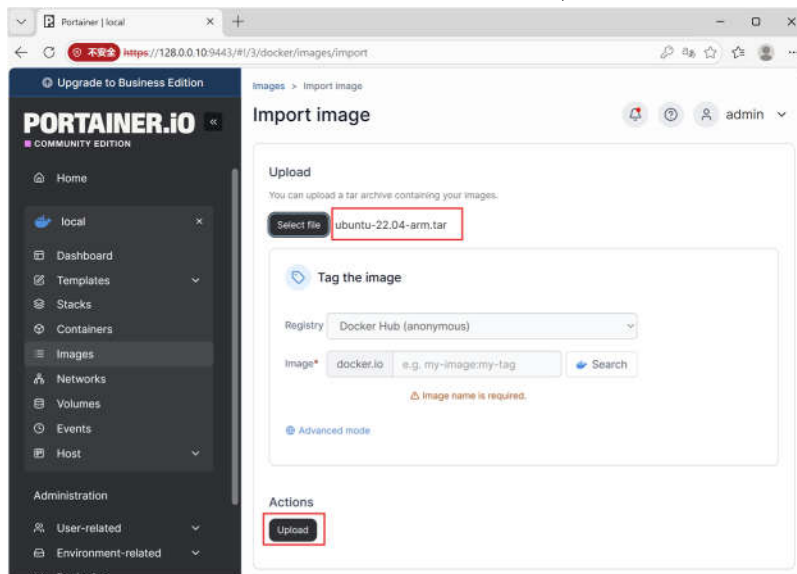 Portainer | local
不安全 https://128.0.0.10:9443/#!/3/docker/images/import
Upgrade to Business Edition
PORTAINER.iO
COMMUNITY EDITION
Home
local
Dashboard
Templates
Stacks
Containers
Images
Networks
Volumes
Events
Host
Administration
User-related
Environment-related
Images > Import image
Import image
admin
Upload
You can upload a tar archive containing your images.
Select file ubuntu-22.04-arm.tar
Tag the image
Registry Docker Hub (anonymous)
Image* docker.io e.g. my-image:my-tag Search
Image name is required.
Advanced mode
Actions
Upload